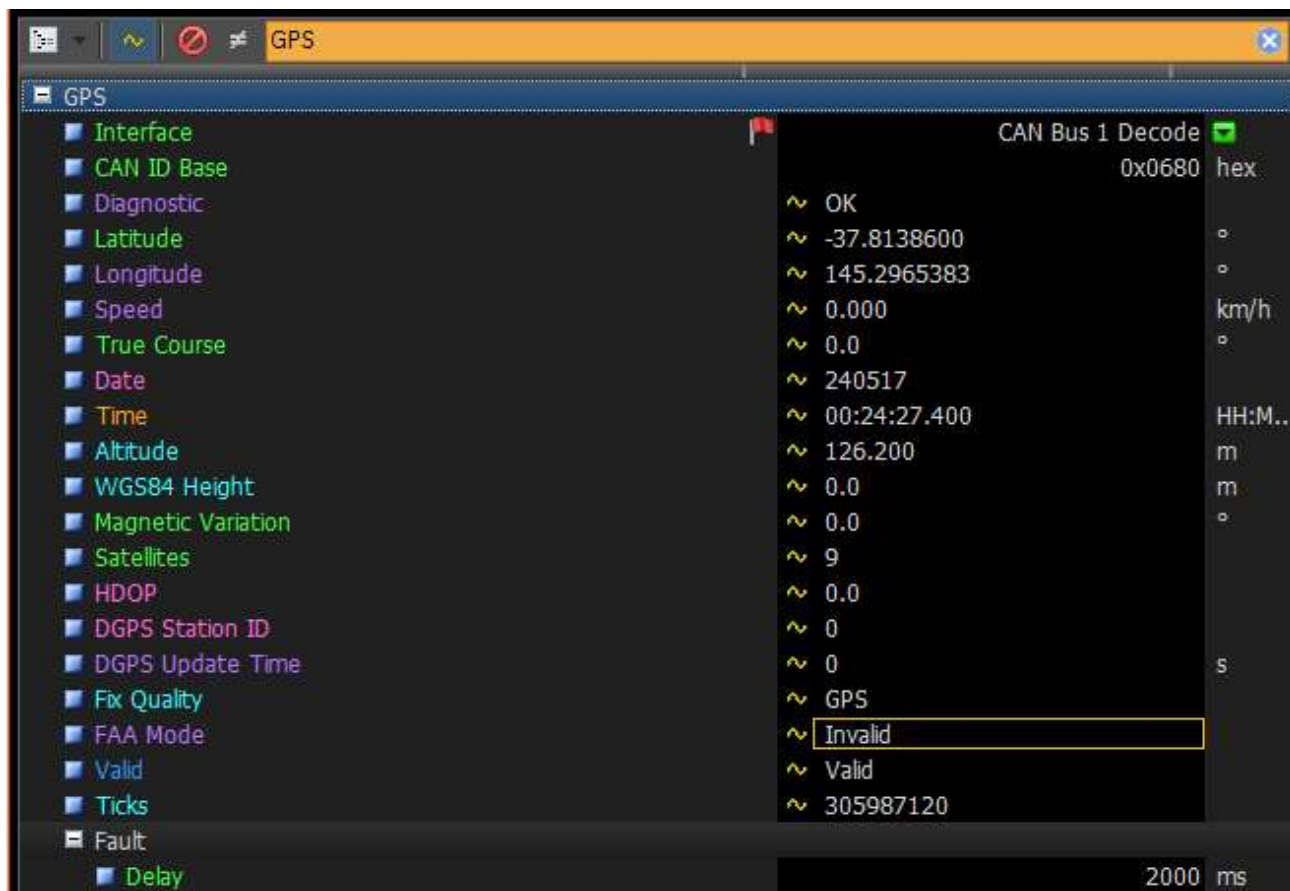 GPS
GPS
Interface CAN Bus 1 Decode
CAN ID Base 0x0680 hex
Diagnostic OK
Latitude -37.8138600 °
Longitude 145.2965383 °
Speed 0.000 km/h
True Course 0.0 °
Date 240517
Time 00:24:27.400 HH:M..
Altitude 126.200 m
WGS84 Height 0.0 m
Magnetic Variation 0.0 °
Satellites 9
HDOP 0.0
DGPS Station ID 0
DGPS Update Time 0 s
Fix Quality GPS
FAA Mode Invalid
Valid Valid
Ticks 305987120
Fault
Delay 2000 ms